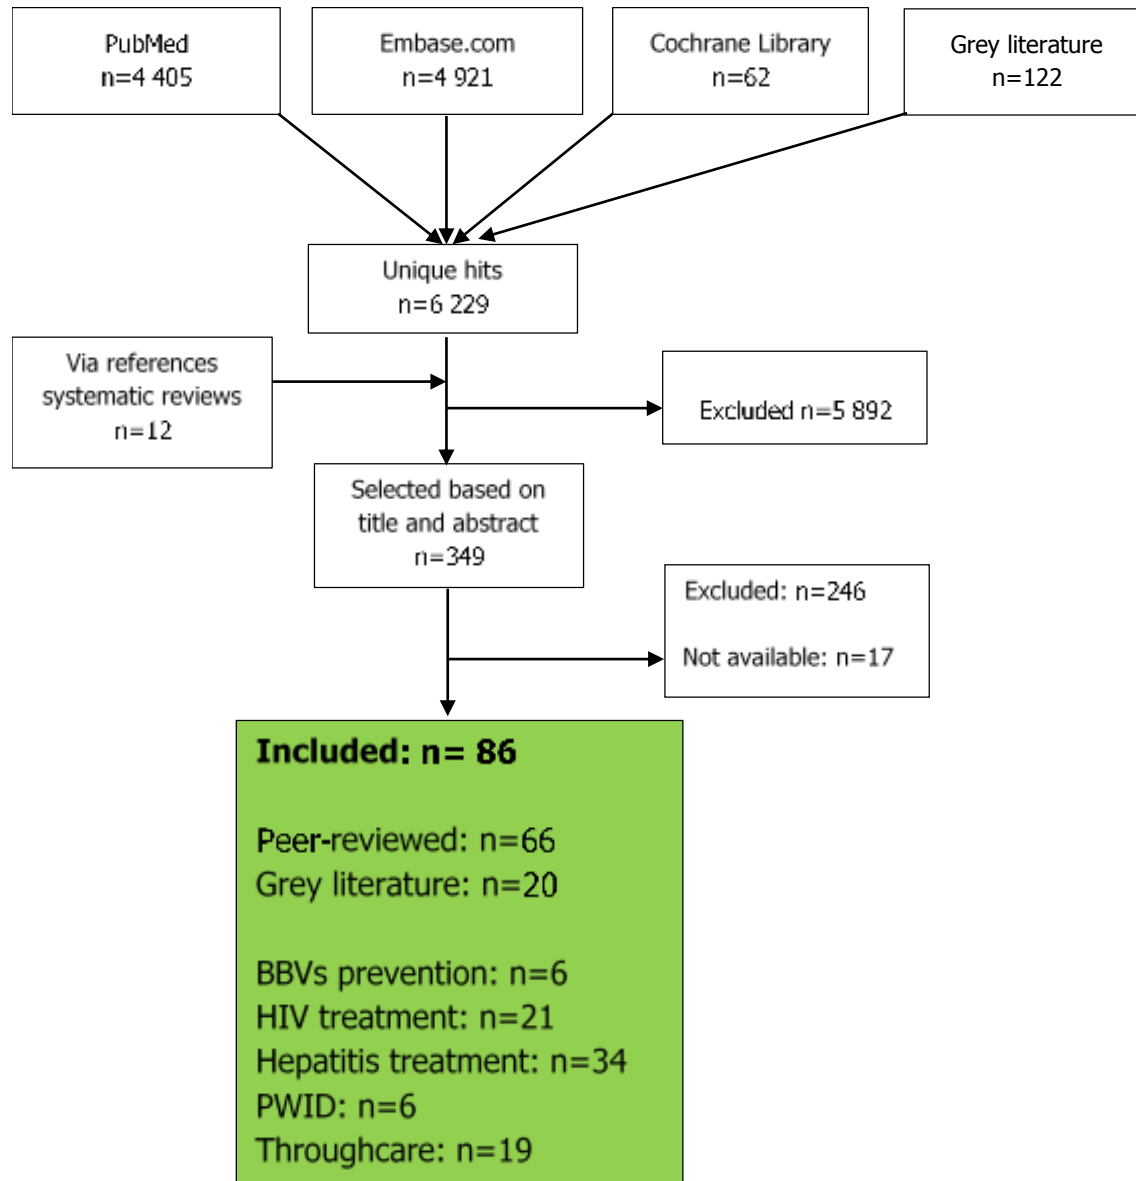 PubMed
n=4 405
Embase.com
n=4 921
Cochrane Library
n=62
Grey literature
n=122
Unique hits
n=6 229
Via references
systematic reviews
n=12
Excluded n=5 892
Selected based on
title and abstract
n=349
Excluded: n=246
Not available: n=17
Included: n= 86
Peer-reviewed: n=66
Grey literature: n=20
BBVs prevention: n=6
HIV treatment: n=21
Hepatitis treatment: n=34
PWID: n=6
Throughcare: n=19